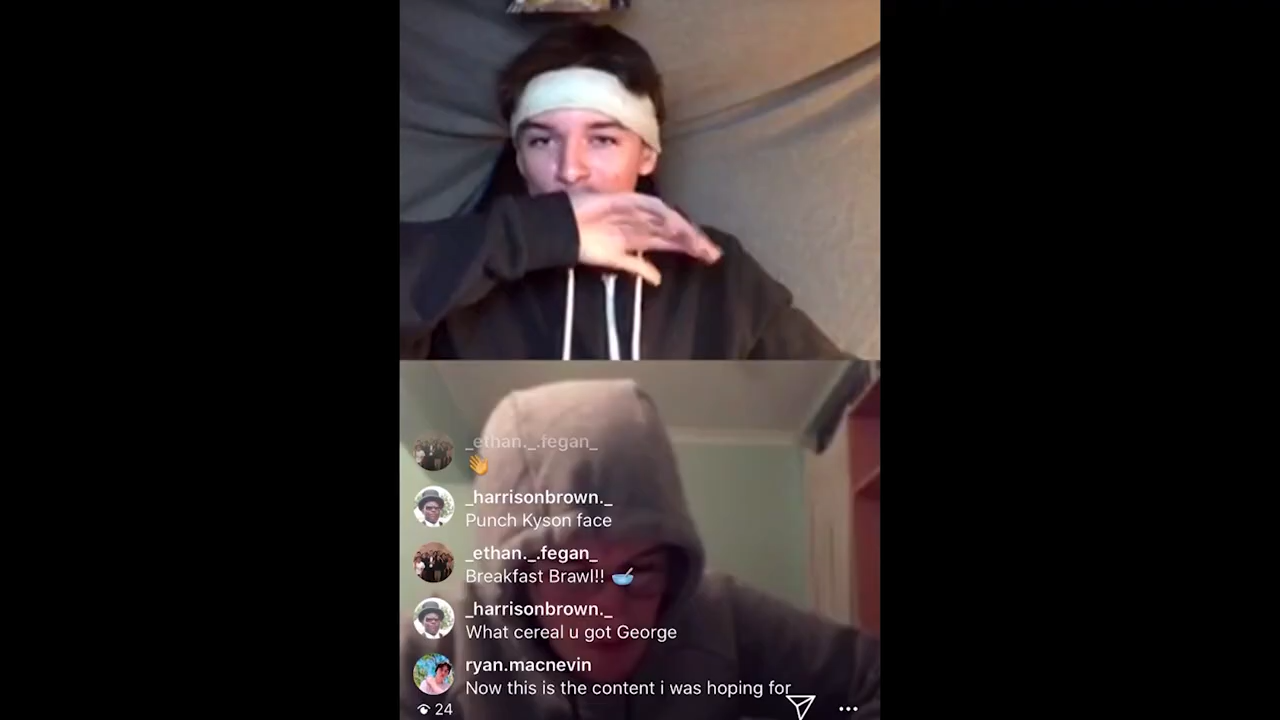 _ethan._.fegan_
👋
_harrisonbrown._
Punch Kyson face
_ethan._.fegan_
Breakfast Brawl!! 🥣
_harrisonbrown._
What cereal u got George
ryan.macnevin
Now this is the content i was hoping for
24